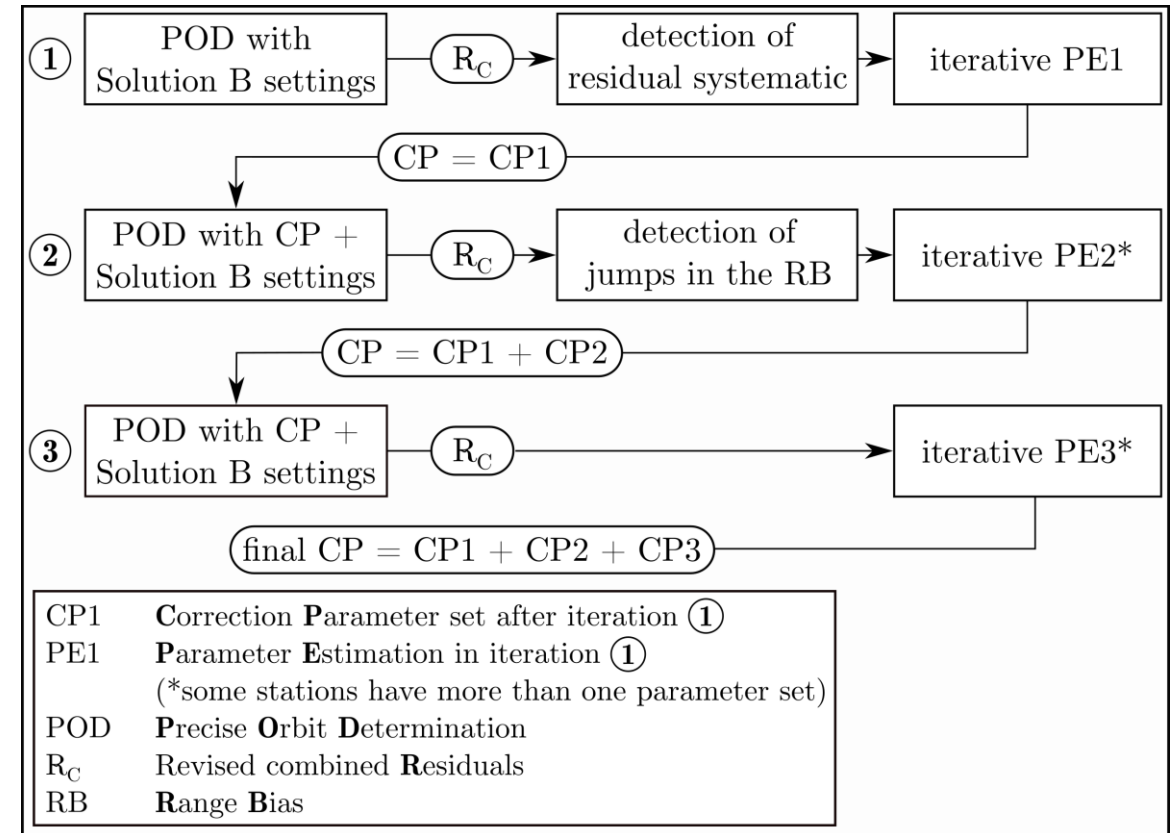 1
POD with
Solution B settings
R_C
detection of
residual systematic
iterative PE1
CP = CP1
2
POD with CP +
Solution B settings
R_C
detection of
jumps in the RB
iterative PE2*
CP = CP1 + CP2
3
POD with CP +
Solution B settings
R_C
iterative PE3*
final CP = CP1 + CP2 + CP3
CP1 Correction Parameter set after iteration 1
PE1 Parameter Estimation in iteration 1
(*some stations have more than one parameter set)
POD Precise Orbit Determination
R_C Revised combined Residuals
RB Range Bias